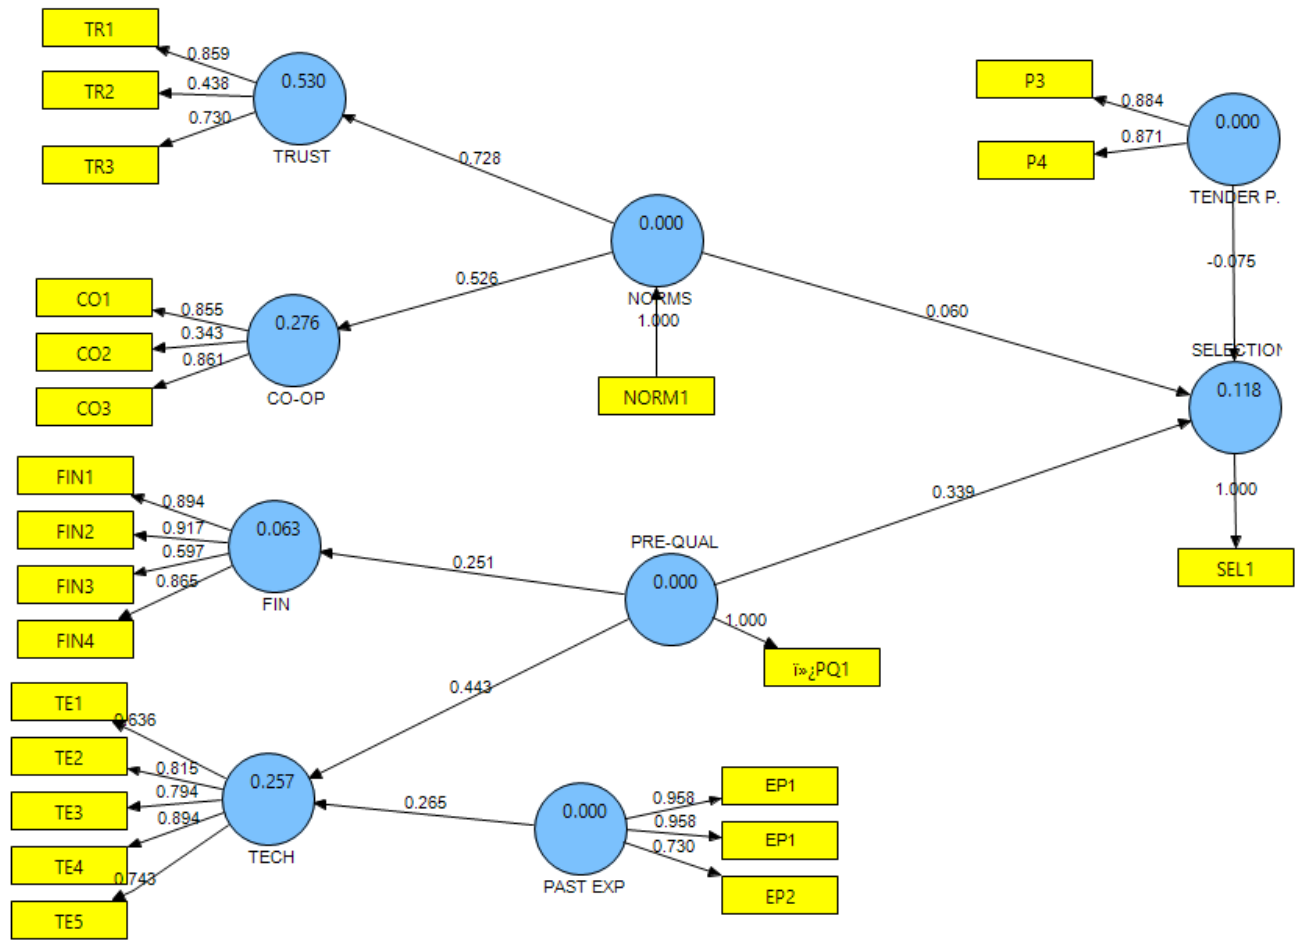 TR1
0.859
TR2
0.438
TR3
0.730
0.530
TRUST
0.728
P3
0.884
P4
0.871
0.000
TENDER P.
-0.075
0.000
NORMS
1.000
NORM1
0.526
0.060
CO1
0.855
CO2
0.343
CO3
0.861
0.276
CO-OP
SELECTION
0.118
1.000
SEL1
0.339
FIN1
0.894
FIN2
0.917
FIN3
0.597
FIN4
0.865
0.063
FIN
0.251
PRE-QUAL
0.000
1.000
ï»¿PQ1
0.443
TE1
0.636
TE2
0.815
TE3
0.794
TE4
0.894
TE5
0.743
0.257
TECH
0.265
0.000
PAST EXP
0.958
EP1
0.958
EP1
0.730
EP2